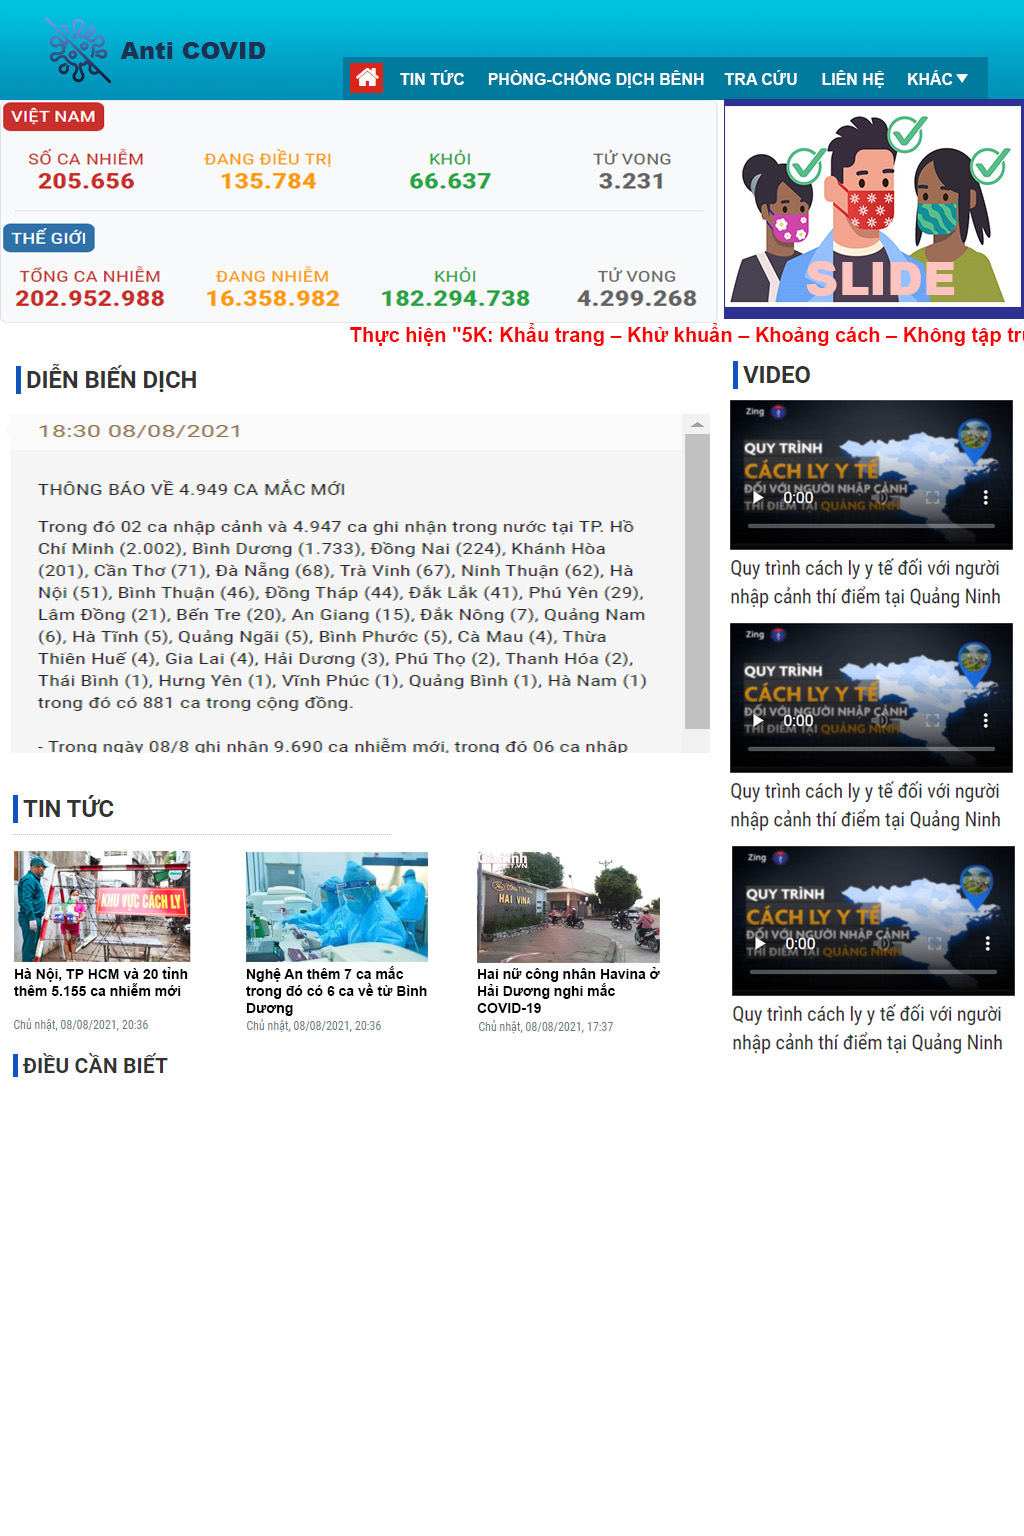 Anti COVID
TIN TỨC PHÒNG-CHỐNG DỊCH BÊNH TRA CỨU LIÊN HỆ KHÁC
VIỆT NAM
SỐ CA NHIỄM ĐANG ĐIỀU TRỊ KHỎI TỬ VONG
205.656 135.784 66.637 3.231
THẾ GIỚI
TỔNG CA NHIỄM ĐANG NHIỄM KHỎI TỬ VONG
202.952.988 16.358.982 182.294.738 4.299.268
SLIDE
Thực hiện "5K: Khẩu trang – Khử khuẩn – Khoảng cách – Không tập
DIỄN BIẾN DỊCH
18:30 08/08/2021
THÔNG BÁO VỀ 4.949 CA MẮC MỚI
Trong đó 02 ca nhập cảnh và 4.947 ca ghi nhận trong nước tại TP. Hồ
Chí Minh (2.002), Bình Dương (1.733), Đồng Nai (224), Khánh Hòa
(201), Cần Thơ (71), Đà Nẵng (68), Trà Vinh (67), Ninh Thuận (62), Hà
Nội (51), Bình Thuận (46), Đồng Tháp (44), Đắk Lắk (41), Phú Yên (29),
Lâm Đồng (21), Bến Tre (20), An Giang (15), Đắk Nông (7), Quảng Nam
(6), Hà Tĩnh (5), Quảng Ngãi (5), Bình Phước (5), Cà Mau (4), Thừa
Thiên Huế (4), Gia Lai (4), Hải Dương (3), Phú Thọ (2), Thanh Hóa (2),
Thái Bình (1), Hưng Yên (1), Vĩnh Phúc (1), Quảng Bình (1), Hà Nam (1)
trong đó có 881 ca trong cộng đồng.
- Trong ngày 08/8 ghi nhận 9.690 ca nhiễm mới, trong đó 06 ca nhập
VIDEO
Zing
QUY TRÌNH
CÁCH LY Y TẾ
ĐỐI VỚI NGƯỜI NHẬP CẢNH
THÍ ĐIỂM TẠI QUẢNG NINH
0:00
Quy trình cách ly y tế đối với người
nhập cảnh thí điểm tại Quảng Ninh
Zing
QUY TRÌNH
CÁCH LY Y TẾ
ĐỐI VỚI NGƯỜI NHẬP CẢNH
THÍ ĐIỂM TẠI QUẢNG NINH
0:00
Quy trình cách ly y tế đối với người
nhập cảnh thí điểm tại Quảng Ninh
Zing
QUY TRÌNH
CÁCH LY Y TẾ
ĐỐI VỚI NGƯỜI NHẬP CẢNH
THÍ ĐIỂM TẠI QUẢNG NINH
0:00
Quy trình cách ly y tế đối với người
nhập cảnh thí điểm tại Quảng Ninh
TIN TỨC
KHU VỰC CÁCH LY
Hà Nội, TP HCM và 20 tỉnh
thêm 5.155 ca nhiễm mới
Chủ nhật, 08/08/2021, 20:36
Nghệ An thêm 7 ca mắc
trong đó có 6 ca về từ Bình
Dương
Chủ nhật, 08/08/2021, 20:36
HAI VINA
Hai nữ công nhân Havina ở
Hải Dương nghi mắc
COVID-19
Chủ nhật, 08/08/2021, 17:37
ĐIỀU CẦN BIẾT